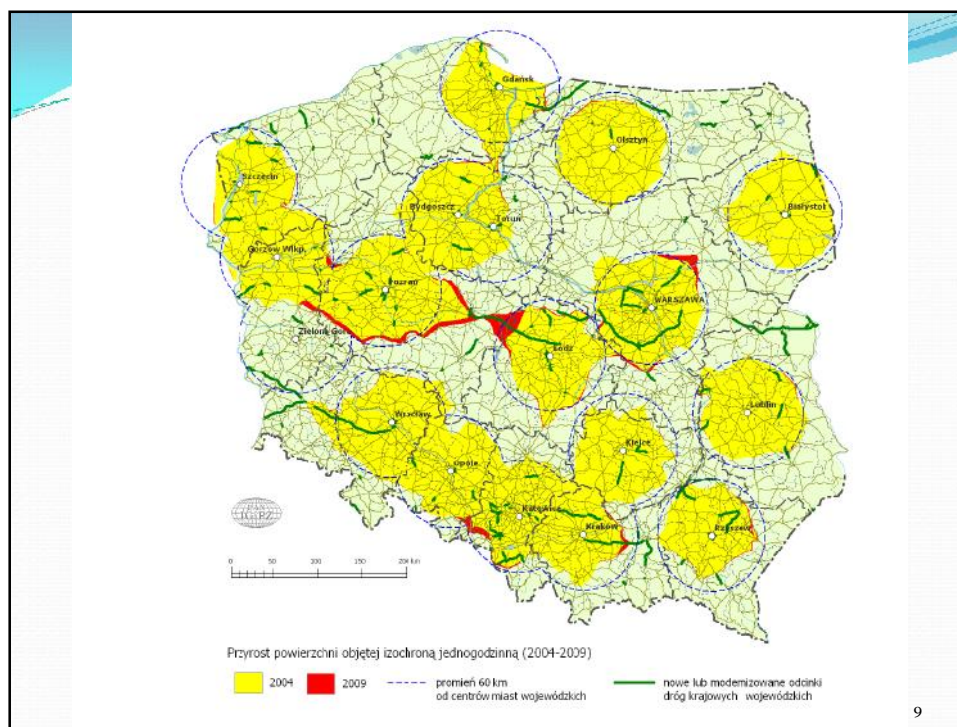 Gdańsk
Olsztyn
Szczecin
Białystok
Bydgoszcz
Toruń
Gorzów Wlkp.
Poznań
WARSZAWA
Zielona Góra
Łódź
Lublin
Wrocław
Kielce
Opole
Katowice
Kraków
Rzeszów
PAN
IGiPZ
0 50 100 150 200 km
Przyrost powierzchni objętej izochroną jednogodzinną (2004-2009)
2004
2009
promień 60 km
od centrów miast wojewódzkich
nowe lub modernizowane odcinki
dróg krajowych wojewódzkich
9